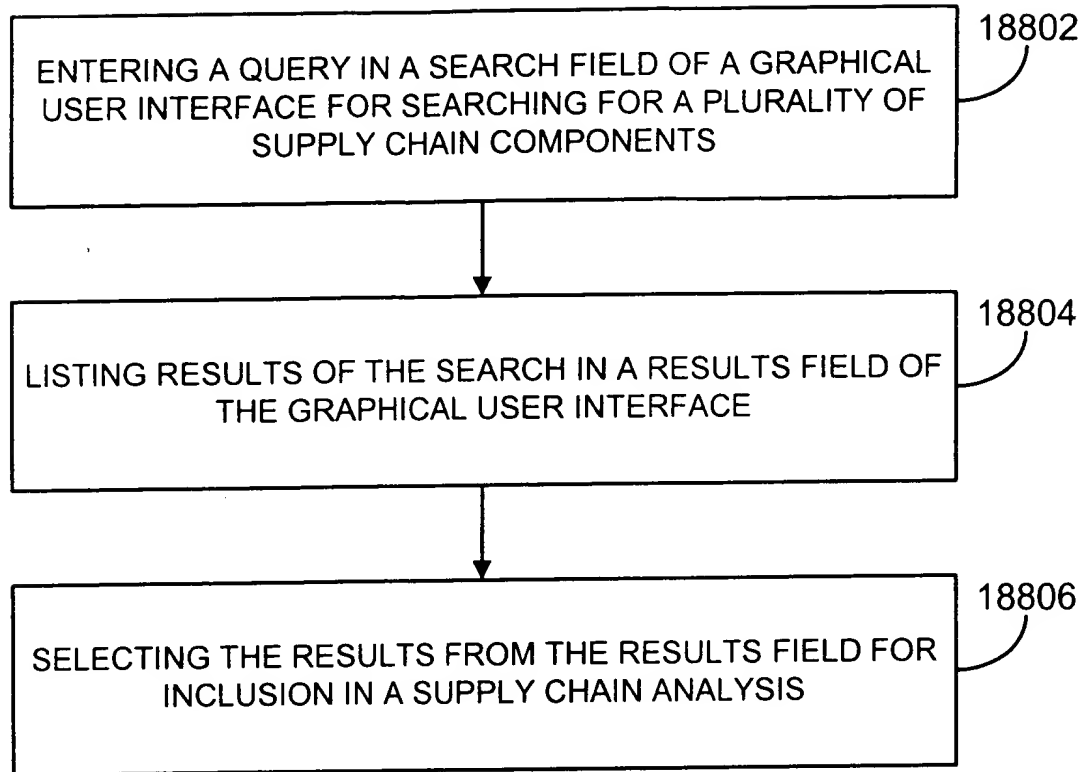 18802
ENTERING A QUERY IN A SEARCH FIELD OF A GRAPHICAL
USER INTERFACE FOR SEARCHING FOR A PLURALITY OF
SUPPLY CHAIN COMPONENTS
18804
LISTING RESULTS OF THE SEARCH IN A RESULTS FIELD OF
THE GRAPHICAL USER INTERFACE
18806
SELECTING THE RESULTS FROM THE RESULTS FIELD FOR
INCLUSION IN A SUPPLY CHAIN ANALYSIS